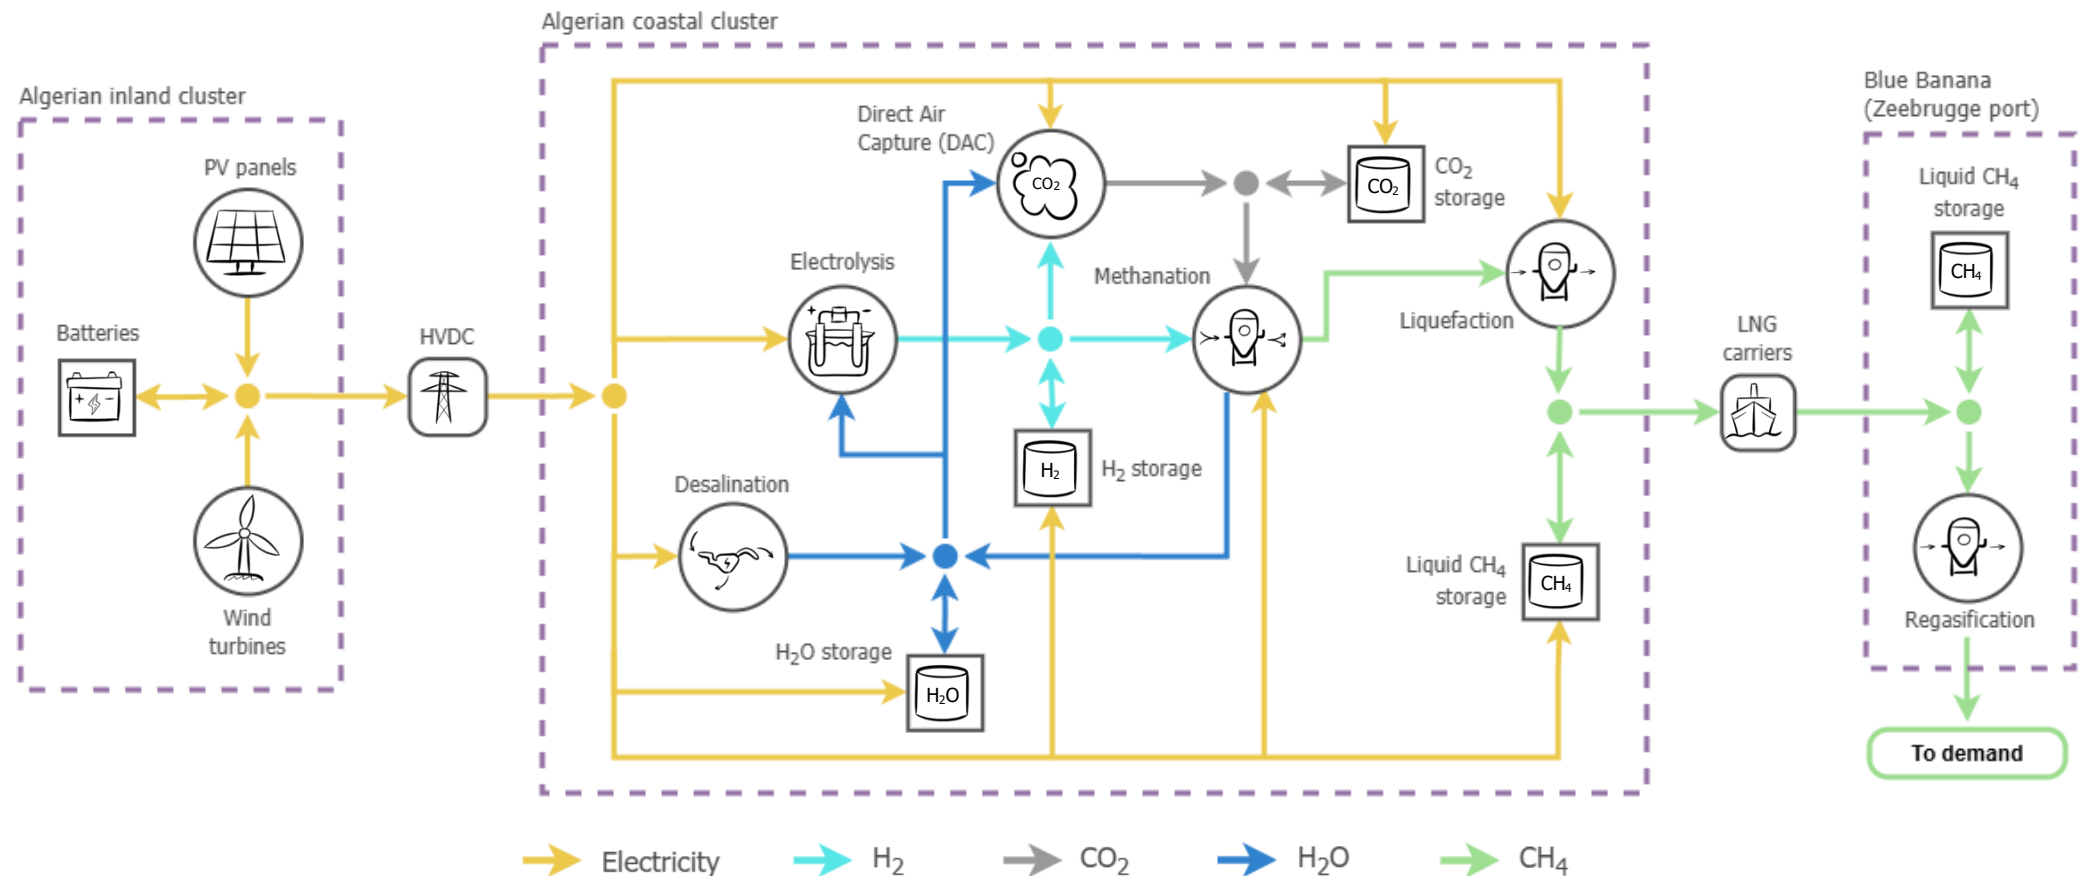 Algerian coastal cluster
Algerian inland cluster
Blue Banana
(Zeebrugge port)
PV panels
Direct Air
Capture (DAC)
CO₂
CO₂
CO₂
storage
Liquid CH₄
storage
CH₄
Electrolysis
Methanation
Liquefaction
Batteries
HVDC
LNG
carriers
H₂
H₂ storage
Desalination
Wind
turbines
H₂O storage
H₂O
Liquid CH₄
storage
CH₄
Regasification
To demand
Electricity
H₂
CO₂
H₂O
CH₄